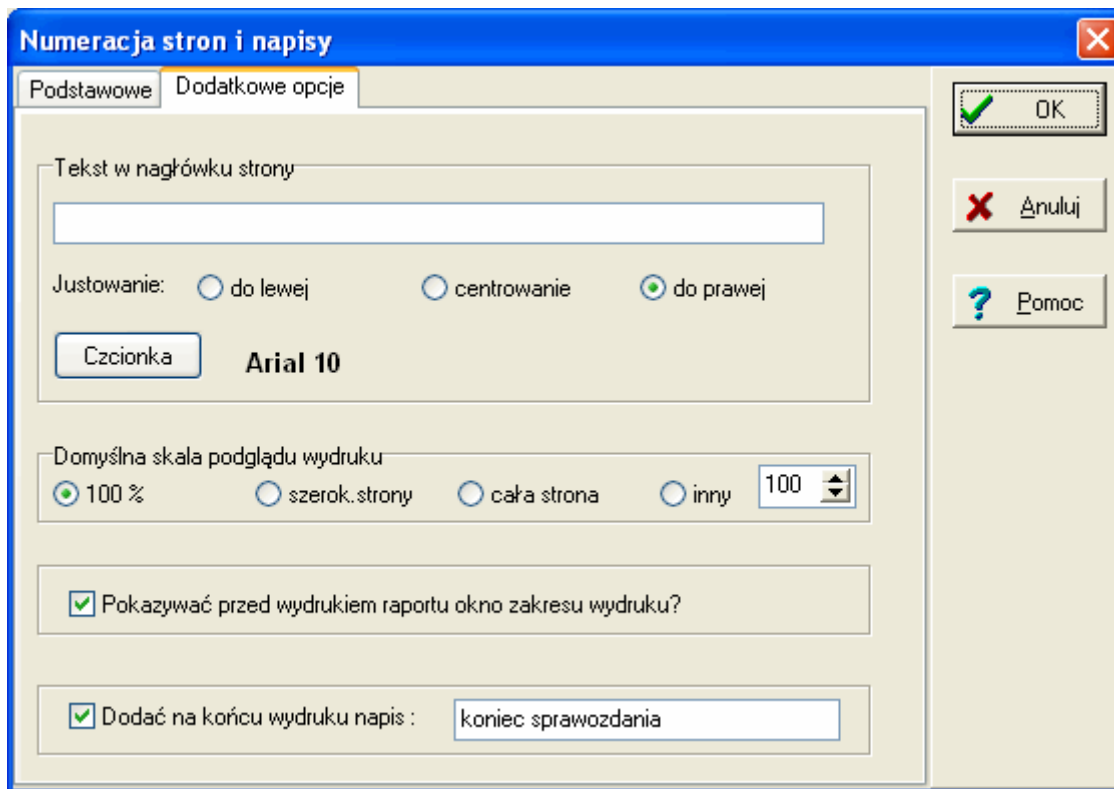 Numeracja stron i napisy
Podstawowe Dodatkowe opcje
OK
Tekst w nagłówku strony
Anuluj
Justowanie: do lewej centrowanie do prawej
Pomoc
Czcionka Arial 10
Domyślna skala podglądu wydruku
100 % szerok.strony cała strona inny 100
Pokazywać przed wydrukiem raportu okno zakresu wydruku?
Dodać na końcu wydruku napis : koniec sprawozdania